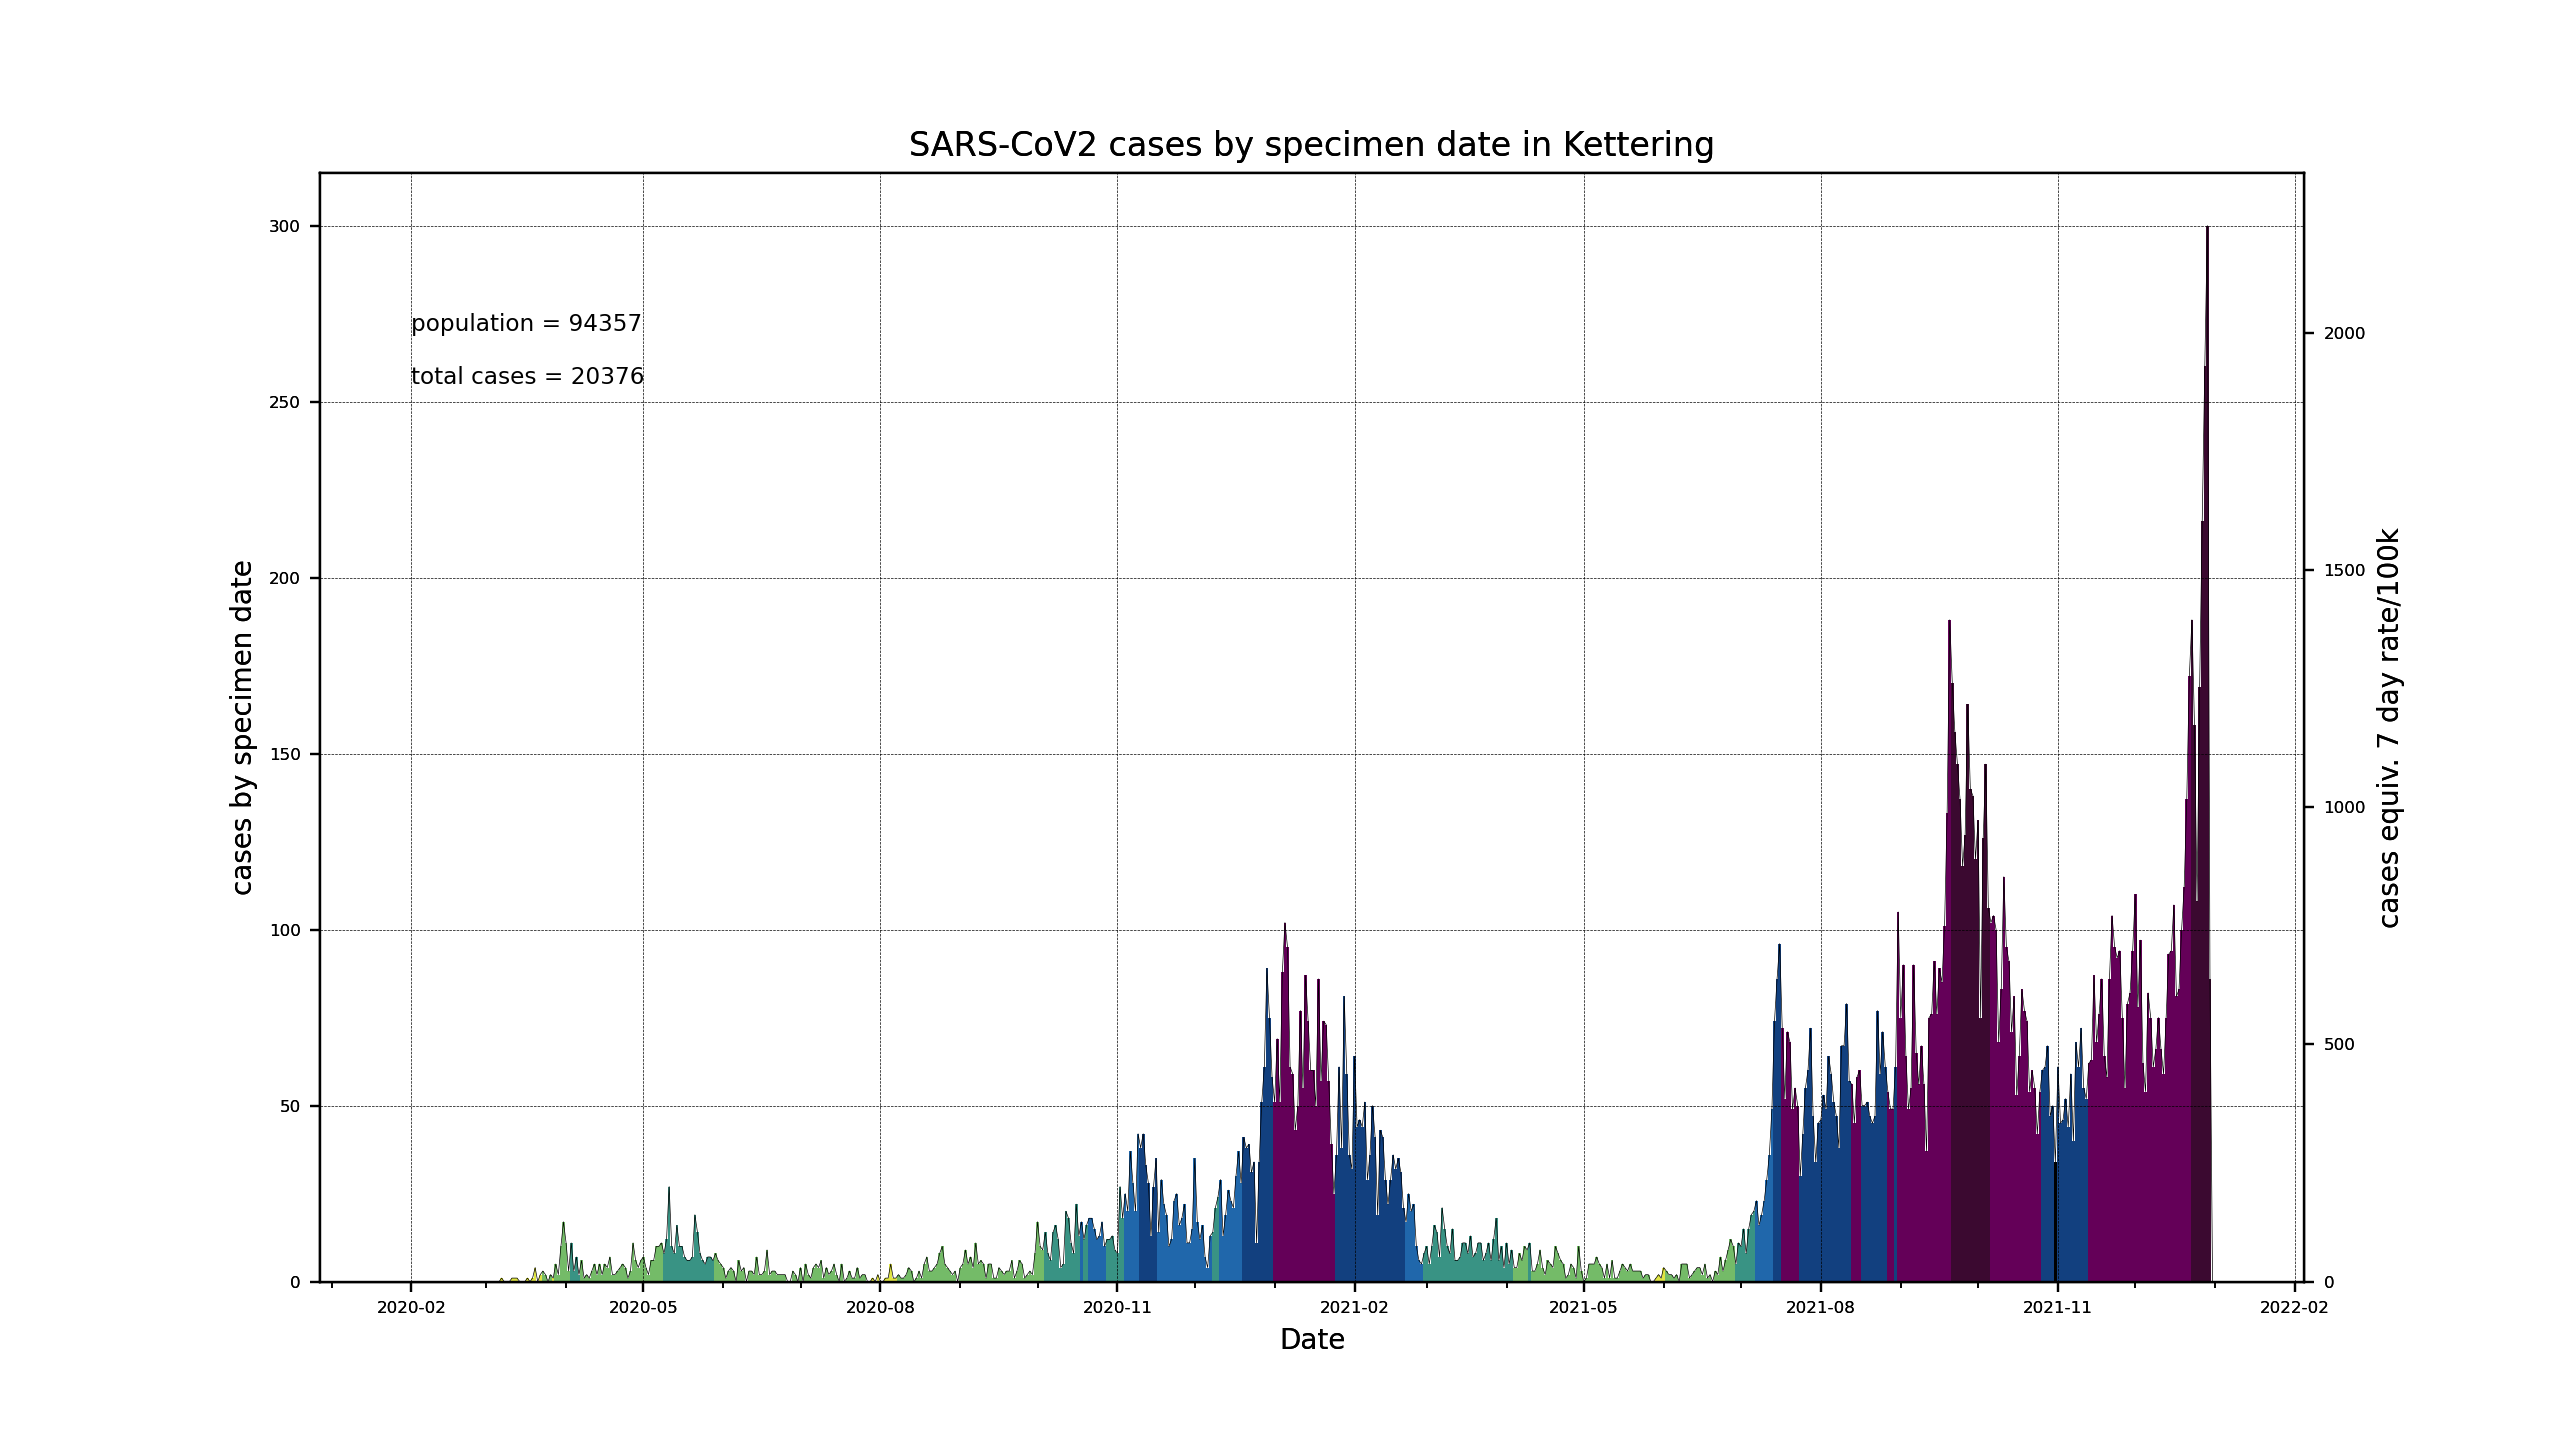 SARS-CoV2 cases by specimen date in Kettering
300
250
200
150
100
50
0
cases by specimen date
population = 94357
total cases = 20376
2000
1500
1000
500
0
cases equiv. 7 day rate/100k
2020-02 2020-05 2020-08 2020-11 2021-02 2021-05 2021-08 2021-11 2022-02
Date